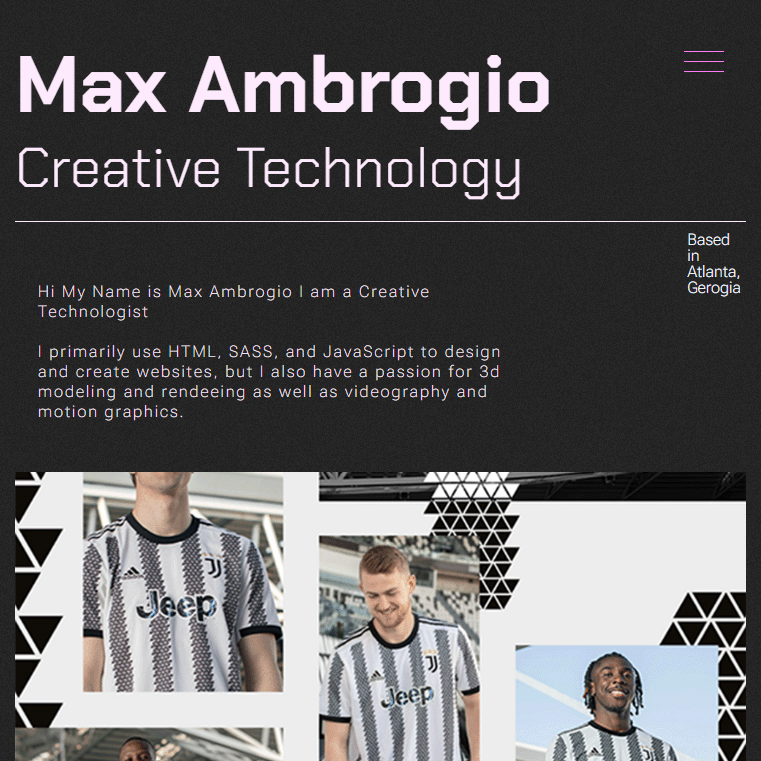 Max Ambrogio
Creative Technology
Based
in
Atlanta,
Gerogia
Hi My Name is Max Ambrogio I am a Creative
Technologist
I primarily use HTML, SASS, and JavaScript to design
and create websites, but I also have a passion for 3d
modeling and rendeeing as well as videography and
motion graphics.
Jeep
Jeep